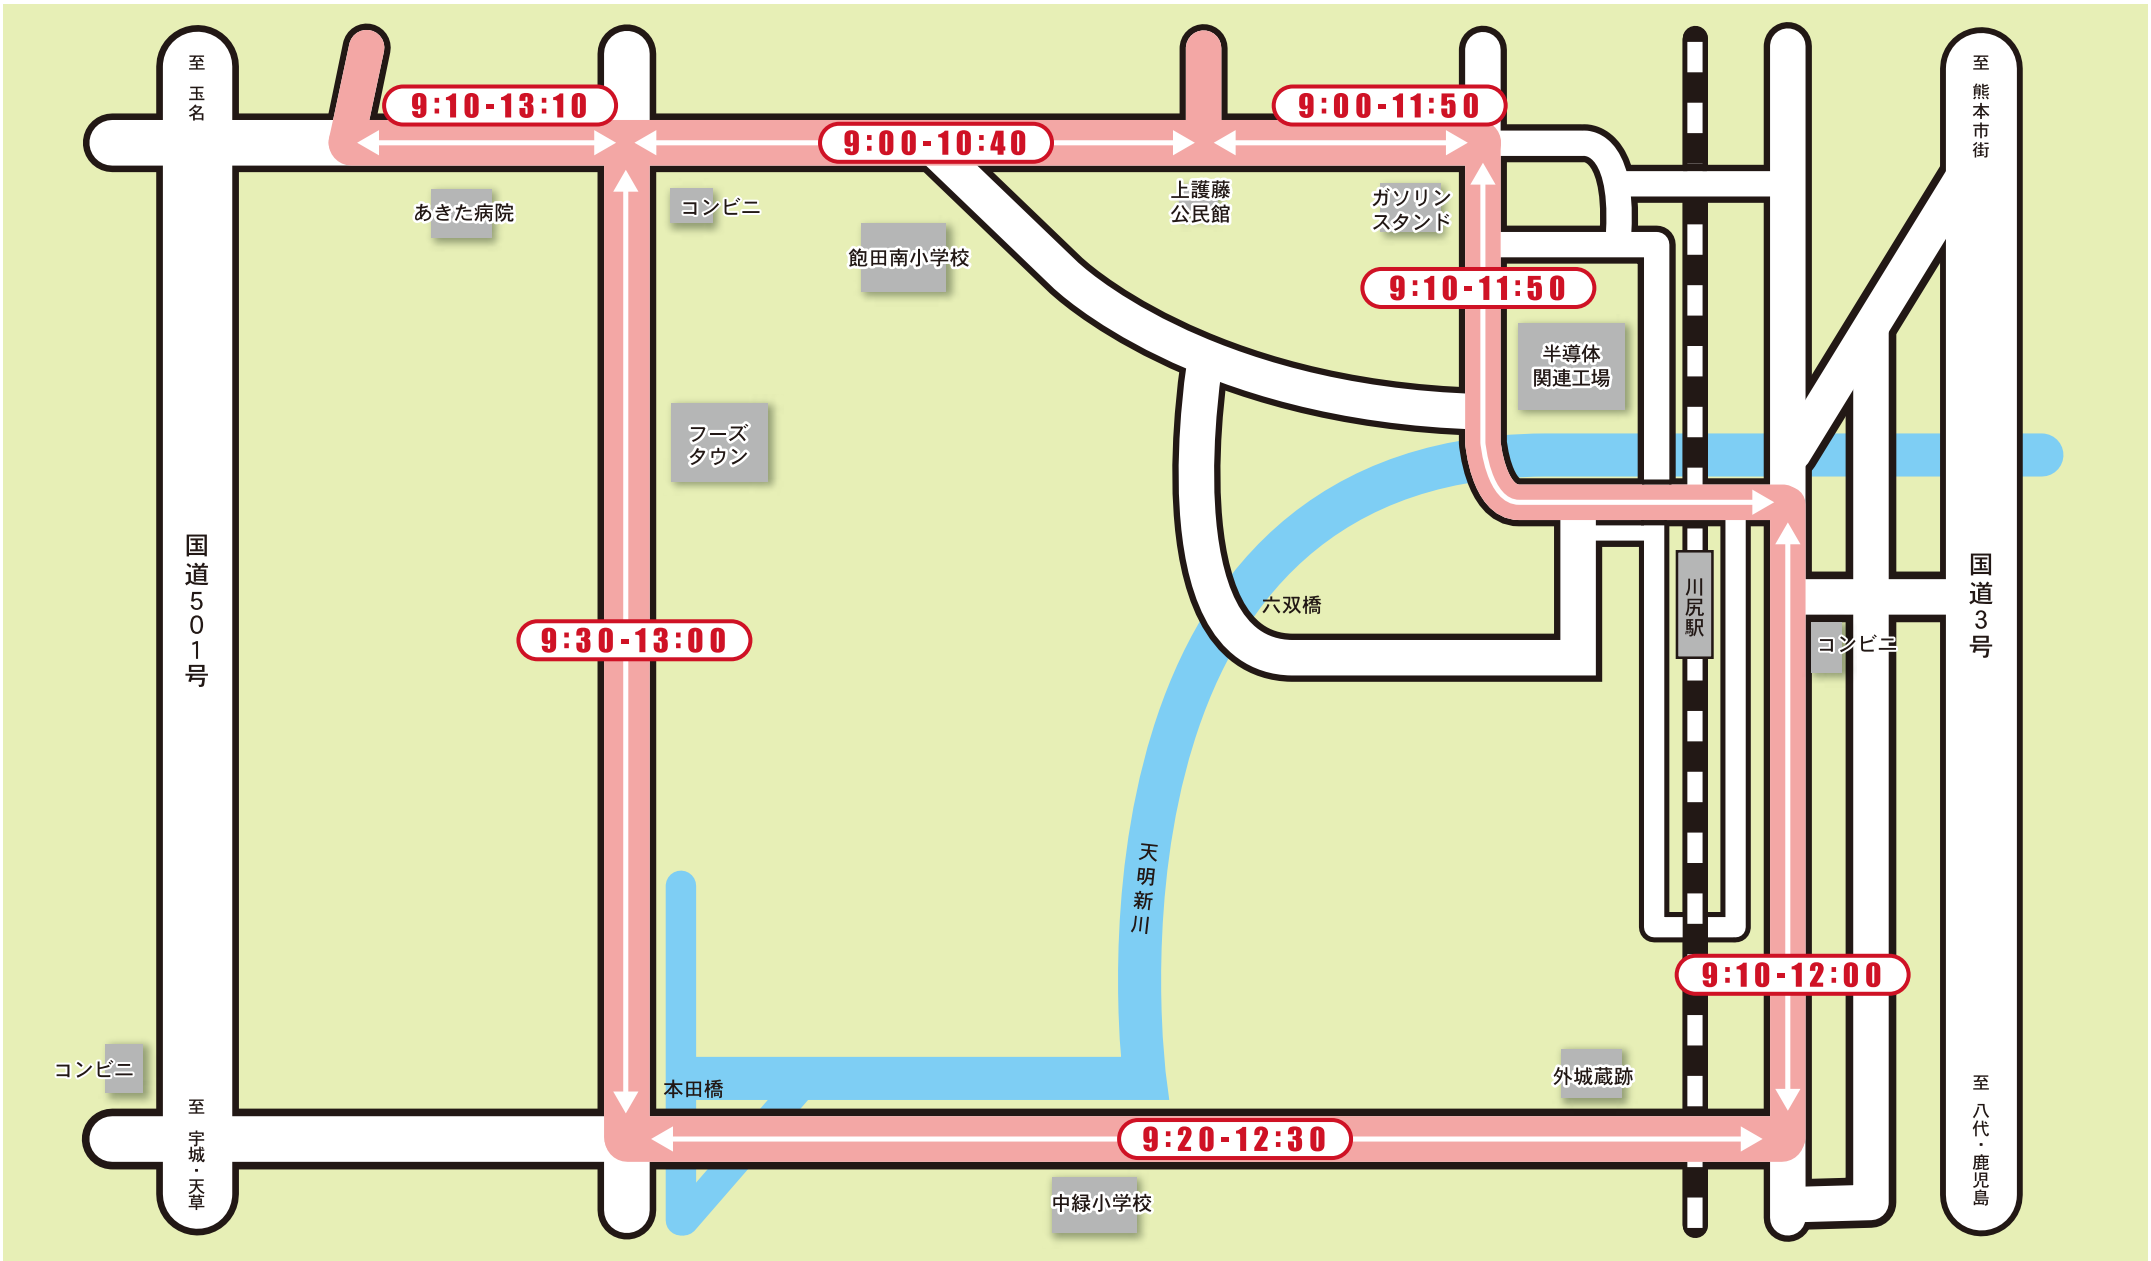 至 玉名
至 熊本市街
9:10-13:10
9:00-11:50
9:00-10:40
あきた病院
コンビニ
上護藤
公民館
ガソリン
スタンド
飽田南小学校
9:10-11:50
半導体
関連工場
フーズ
タウン
国道501号
国道3号
六双橋
川尻駅
9:30-13:00
コンビニ
天明新川
9:10-12:00
コンビニ
本田橋
外城蔵跡
至 宇城・天草
至 八代・鹿児島
9:20-12:30
中緑小学校